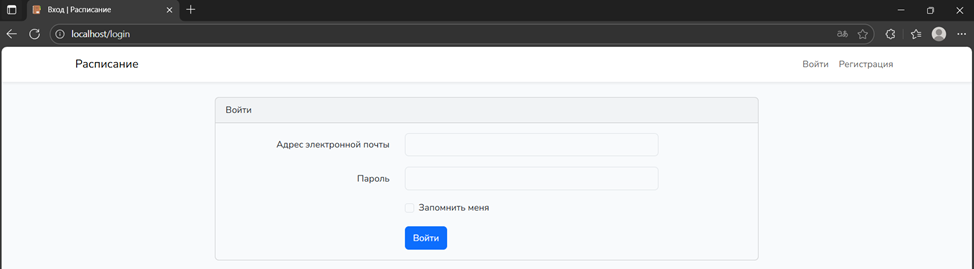 Вход | Расписание
localhost/login
Расписание
Войти Регистрация
Войти
Адрес электронной почты
Пароль
Запомнить меня
Войти